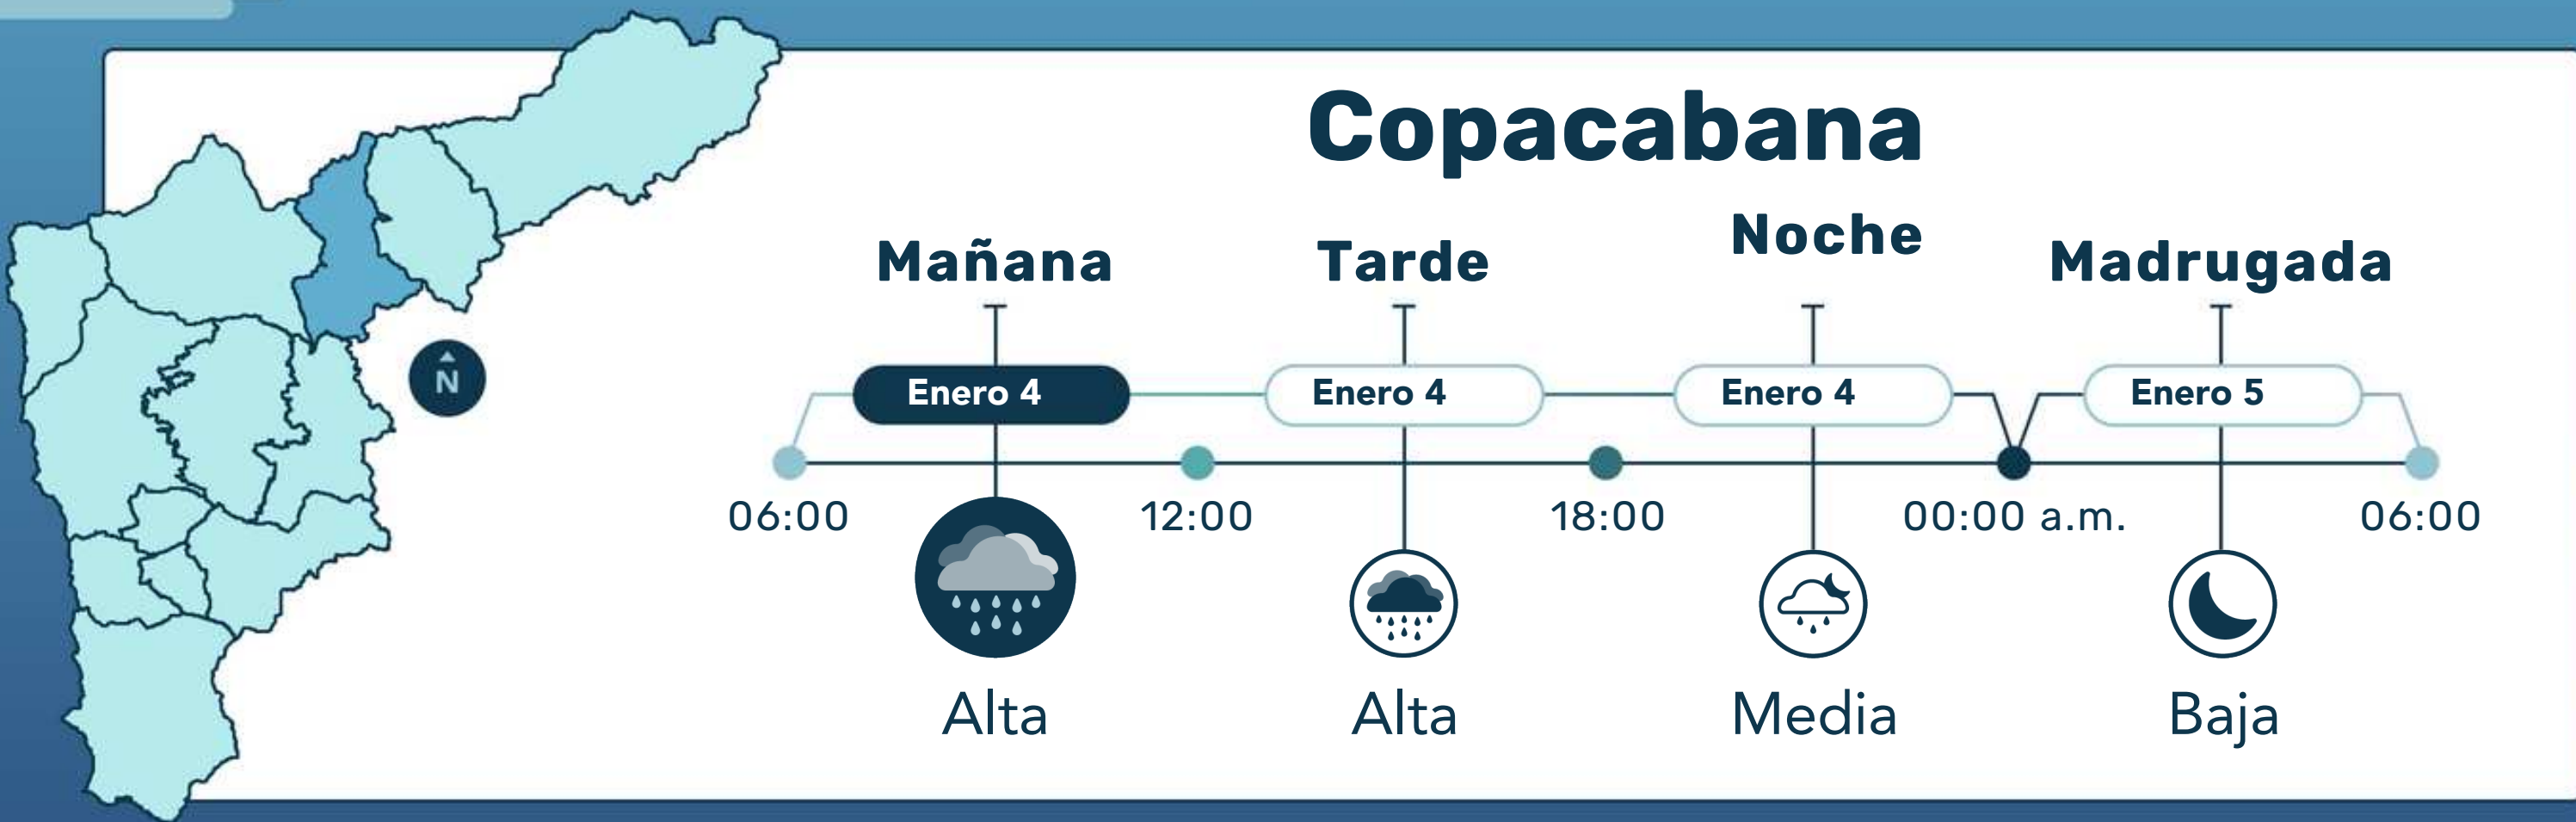 Copacabana
Mañana Tarde Noche Madrugada
Enero 4 Enero 4 Enero 4 Enero 5
N
06:00 12:00 18:00 00:00 a.m. 06:00
Alta Alta Media Baja